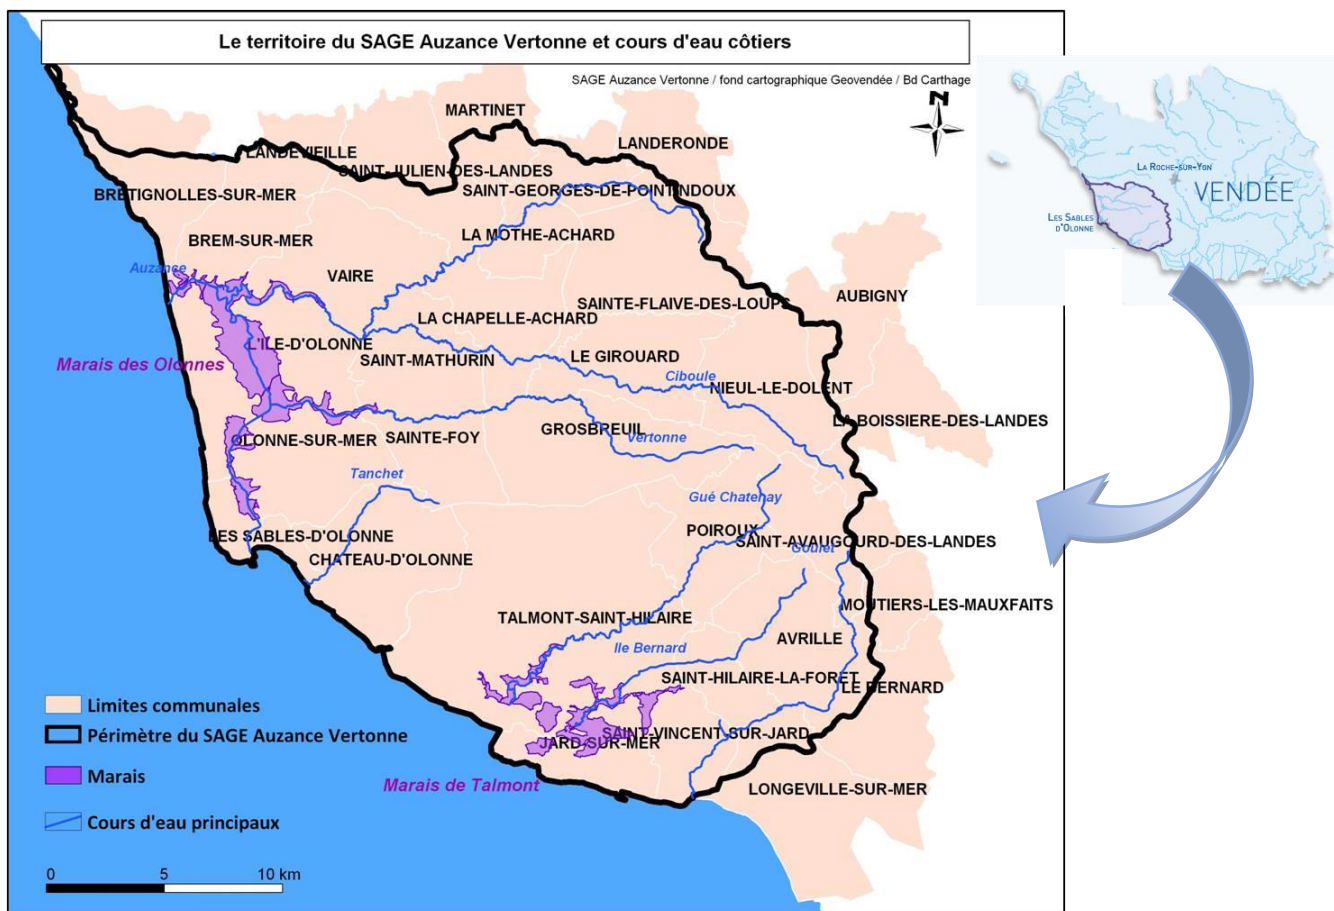 Le territoire du SAGE Auzance Vertonne et cours d'eau côtiers
SAGE Auzance Vertonne / fond cartographique Geovendée / Bd Carthage
N
MARTINET
LANDERONDE
LANDEVIEILLE
SAINT-JULIEN-DES-LANDES
SAINT-GEORGES-DE-POINTINDOUX
BRETIGNOLLES-SUR-MER
LA MOTHE-ACHARD
BREM-SUR-MER
Auzance
VAIRE
SAINTE-FLAIVE-DES-LOUPS
AUBIGNY
LA CHAPELLE-ACHARD
L'ILE-D'OLONNE
SAINT-MATHURIN
LE GIROUARD
Marais des Olonnes
Ciboule
NIEUL-LE-DOLENT
LA BOISSIERE-DES-LANDES
GROSBREUIL
OLONNE-SUR-MER
SAINTE-FOY
Vertonne
Tanchet
Gué Chatenay
POIROUX
LES SABLES-D'OLONNE
SAINT-AVAUGOURD-DES-LANDES
Goulet
CHATEAU-D'OLONNE
MOUTIERS-LES-MAUXFAITS
TALMONT-SAINT-HILAIRE
AVRILLE
Ile Bernard
SAINT-HILAIRE-LA-FORET
LE BERNARD
SAINT-VINCENT-SUR-JARD
JARD-SUR-MER
Marais de Talmont
LONGEVILLE-SUR-MER
Limites communales
Périmètre du SAGE Auzance Vertonne
Marais
Cours d'eau principaux
0 5 10 km
LA ROCHE-SUR-YON
VENDÉE
LES SABLES
D'OLONNE